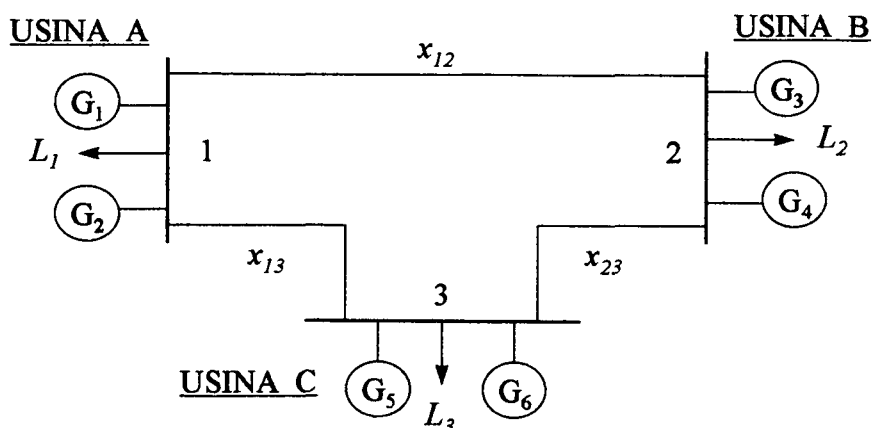 USINA A
USINA B
x12
G1
G3
L1
1
2
L2
G2
G4
x13
x23
3
USINA C
G5
G6
L3